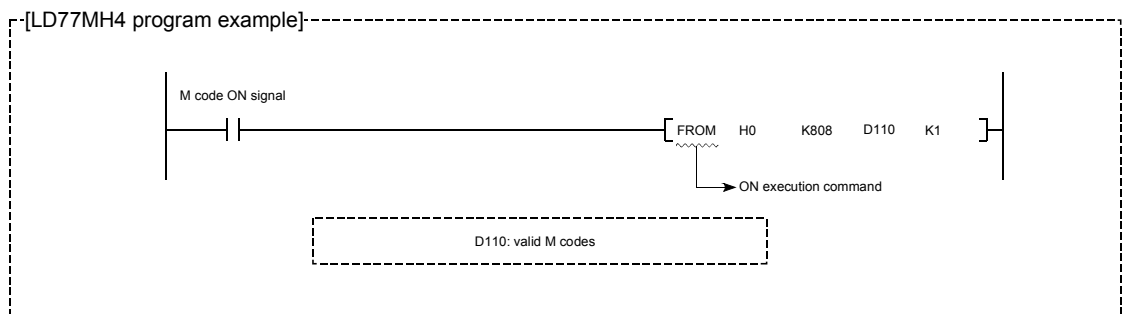 [LD77MH4 program example]
M code ON signal
FROM H0 K808 D110 K1
ON execution command
D110: valid M codes